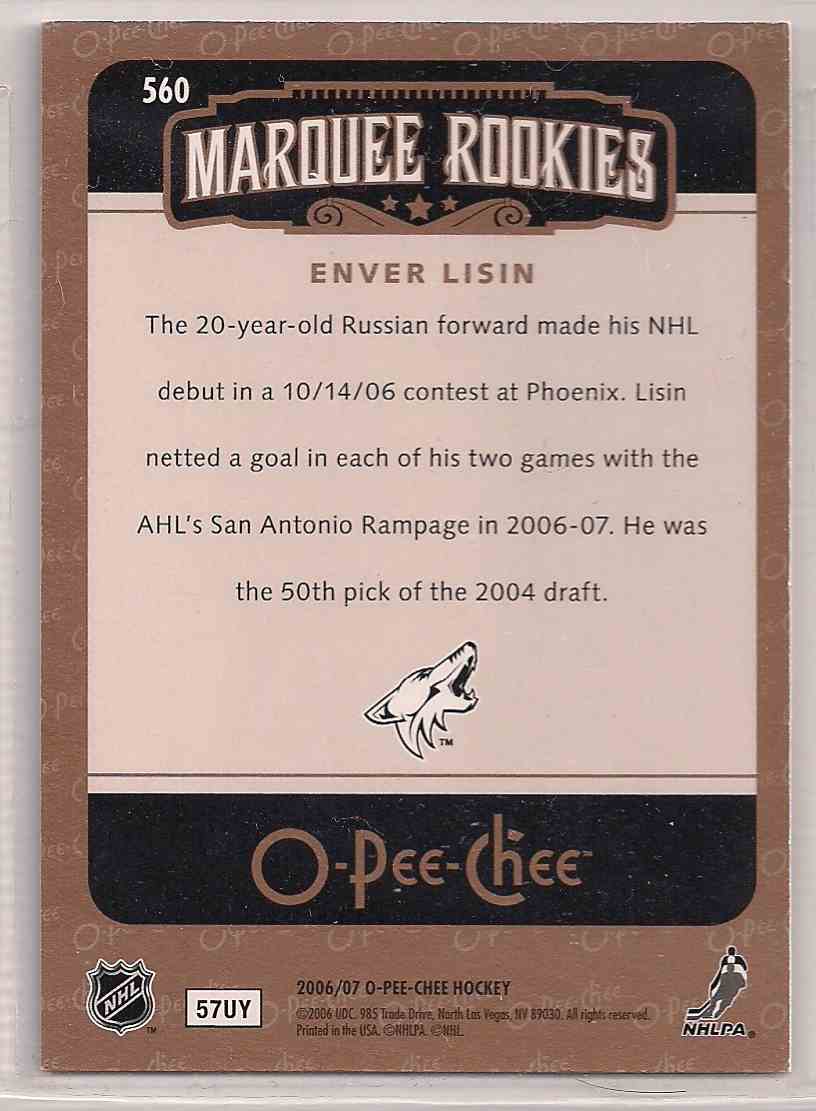 560
MARQUEE ROOKIES
ENVER LISIN
The 20-year-old Russian forward made his NHL
debut in a 10/14/06 contest at Phoenix. Lisin
netted a goal in each of his two games with the
AHL's San Antonio Rampage in 2006-07. He was
the 50th pick of the 2004 draft.
TM
O-PEE-CHEE™
NHL
TM
57UY
2006/07 O-PEE-CHEE HOCKEY
©2006 UDC. 985 Trade Drive, North Las Vegas, NV 89030. All rights reserved.
Printed in the USA. ©NHLPA. ©NHL.
NHLPA®